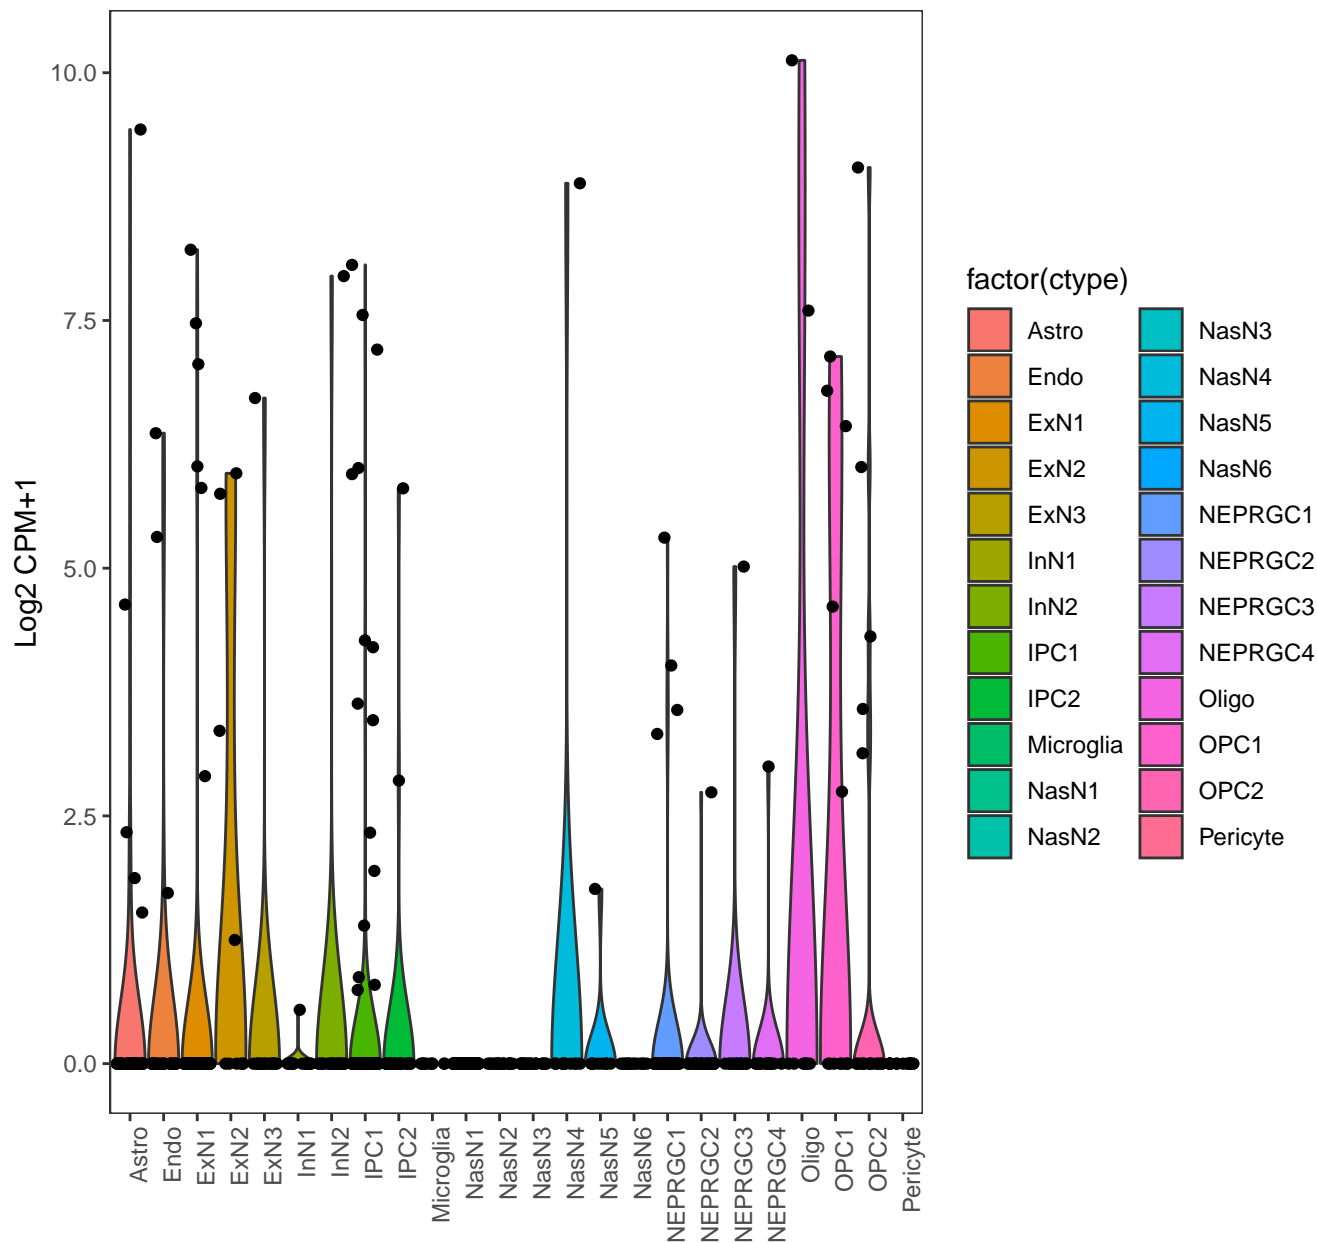 10.0
7.5
5.0
2.5
0.0
Log2 CPM+1
Astro
Endo
ExN1
ExN2
ExN3
InN1
InN2
IPC1
IPC2
Microglia
NasN1
NasN2
NasN3
NasN4
NasN5
NasN6
NEPRGC1
NEPRGC2
NEPRGC3
NEPRGC4
Oligo
OPC1
OPC2
Pericyte
factor(ctype)
Astro
Endo
ExN1
ExN2
ExN3
InN1
InN2
IPC1
IPC2
Microglia
NasN1
NasN2
NasN3
NasN4
NasN5
NasN6
NEPRGC1
NEPRGC2
NEPRGC3
NEPRGC4
Oligo
OPC1
OPC2
Pericyte